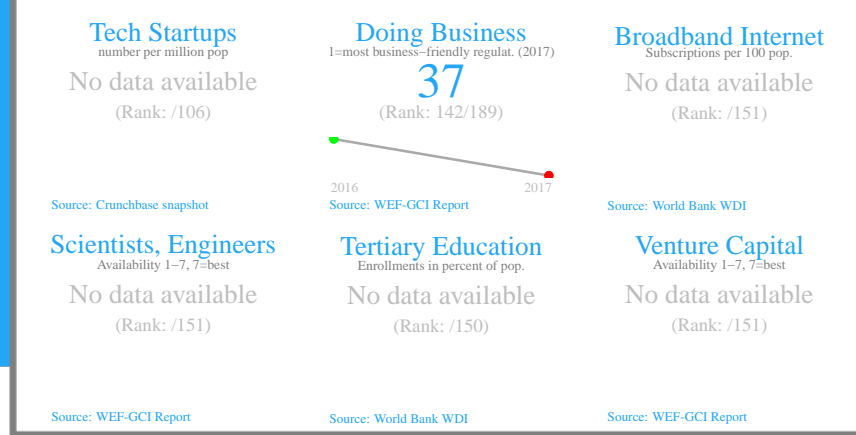 Tech Startups
number per million pop
No data available
(Rank: /106)
Source: Crunchbase snapshot
Doing Business
1=most business−friendly regulat. (2017)
37
(Rank: 142/189)
2016
2017
Source: WEF-GCI Report
Broadband Internet
Subscriptions per 100 pop.
No data available
(Rank: /151)
Source: World Bank WDI
Scientists, Engineers
Availability 1−7, 7=best
No data available
(Rank: /151)
Source: WEF-GCI Report
Tertiary Education
Enrollments in percent of pop.
No data available
(Rank: /150)
Source: World Bank WDI
Venture Capital
Availability 1−7, 7=best
No data available
(Rank: /151)
Source: WEF-GCI Report